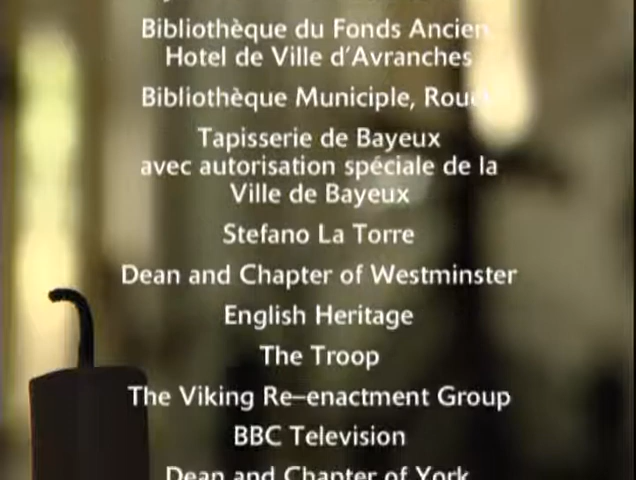 Bibliothèque du Fonds Ancien
Hotel de Ville d'Avranches
Bibliothèque Municiple,
Tapisserie de Bayeux
avec autorisation spéciale de la
Ville de Bayeux
Stefano La Torre
Dean and Chapter of Westminster
English Heritage
The Troop
The Viking Re–enactment Group
BBC Television
Dean and Chapter of York